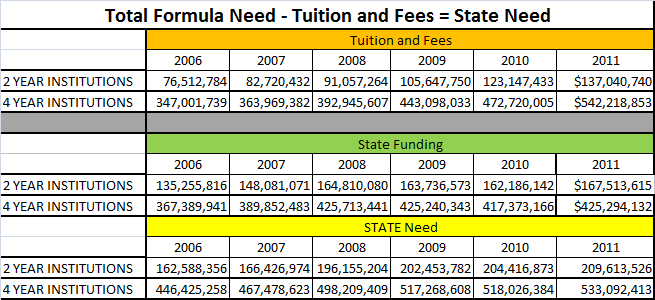 Total Formula Need - Tuition and Fees = State Need
Tuition and Fees
2006 2007 2008 2009 2010 2011
2 YEAR INSTITUTIONS 76,512,784 82,720,432 91,057,264 105,647,750 123,147,433 $137,040,740
4 YEAR INSTITUTIONS 347,001,739 363,969,382 392,945,607 443,098,033 472,720,005 $542,218,853
State Funding
2006 2007 2008 2009 2010 2011
2 YEAR INSTITUTIONS 135,255,816 148,081,071 164,810,080 163,736,573 162,186,142 $167,513,615
4 YEAR INSTITUTIONS 367,389,941 389,852,483 425,713,441 425,240,343 417,373,166 $425,294,132
STATE Need
2006 2007 2008 2009 2010 2011
2 YEAR INSTITUTIONS 162,588,356 166,426,974 196,155,204 202,453,782 204,416,873 209,613,526
4 YEAR INSTITUTIONS 446,425,258 467,478,623 498,209,409 517,268,608 518,026,384 533,092,413